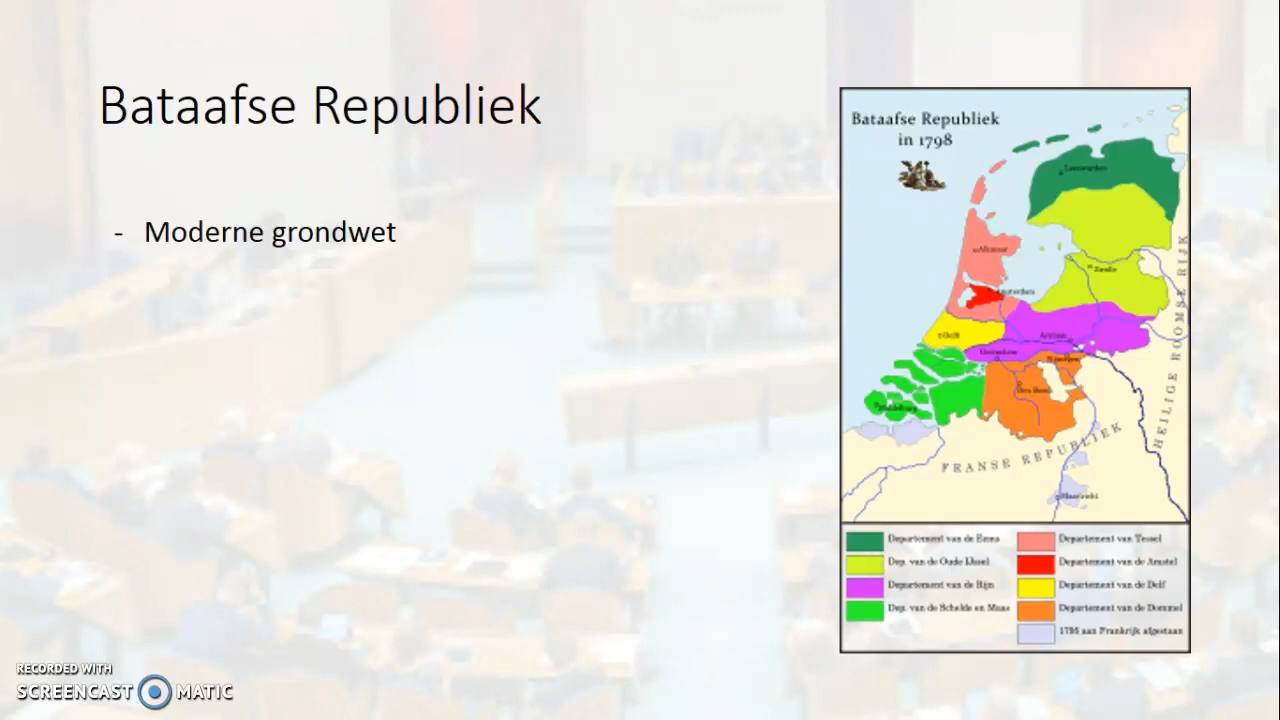 Bataafse Republiek
- Moderne grondwet
Bataafse Republiek
in 1798
Leeuwarden
Alkmaar
Zwolle
Amsterdam
Delft
Arnhem
Nijmegen
Den Bosch
Middelburg
Maastricht
HEILIGE ROOMSE RIJK
FRANSE REPUBLIEK
Departement van de Eems
Departement van Tessel
Dep. van de Oude IJssel
Departement van de Amstel
Departement van de Rijn
Departement van de Delf
Dep. van de Schelde en Maas
Departement van de Dommel
1795 aan Frankrijk afgestaan
RECORDED WITH
SCREENCAST MATIC